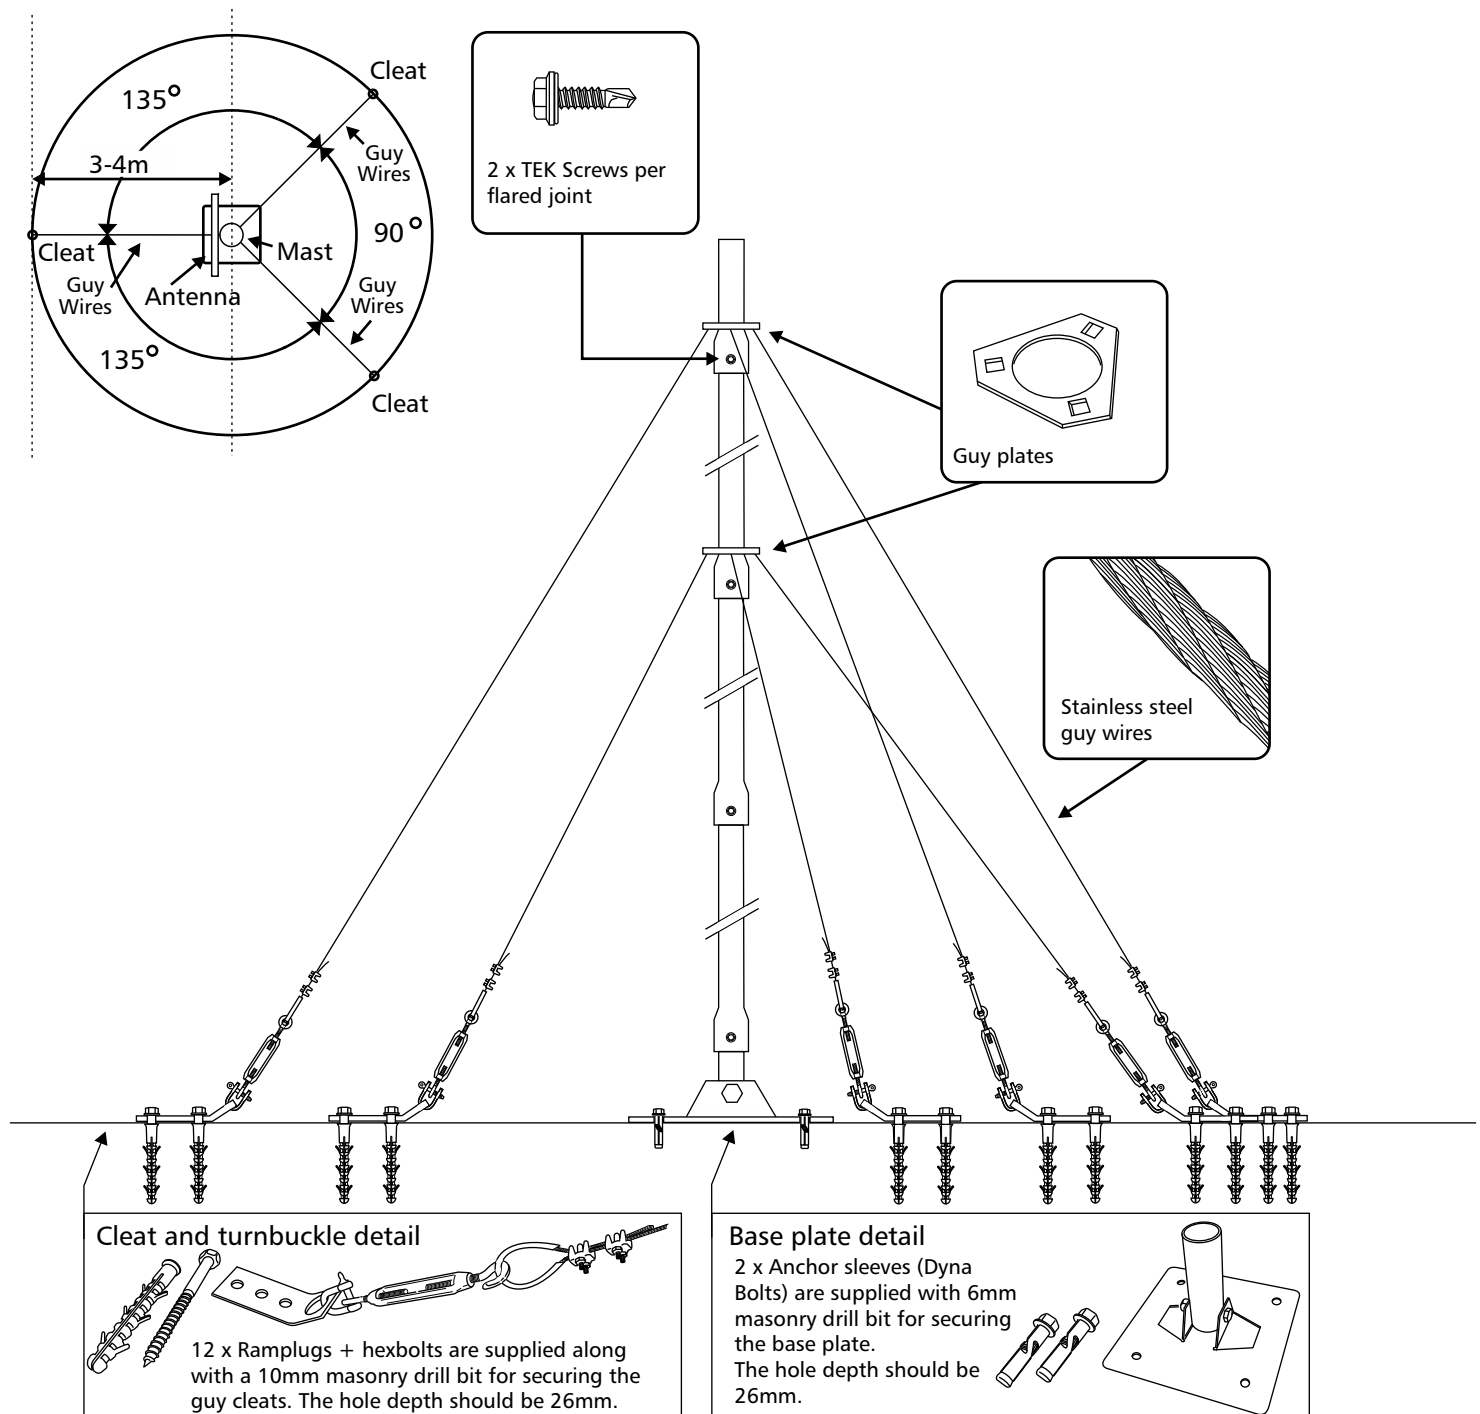 Cleat
135°
Guy
Wires
3-4m
90°
Cleat
Mast
Guy
Wires
Antenna
Guy
Wires
135°
Cleat
2 x TEK Screws per
flared joint
Guy plates
Stainless steel
guy wires
Cleat and turnbuckle detail
12 x Ramplugs + hexbolts are supplied along
with a 10mm masonry drill bit for securing the
guy cleats. The hole depth should be 26mm.
Base plate detail
2 x Anchor sleeves (Dyna
Bolts) are supplied with 6mm
masonry drill bit for securing
the base plate.
The hole depth should be
26mm.